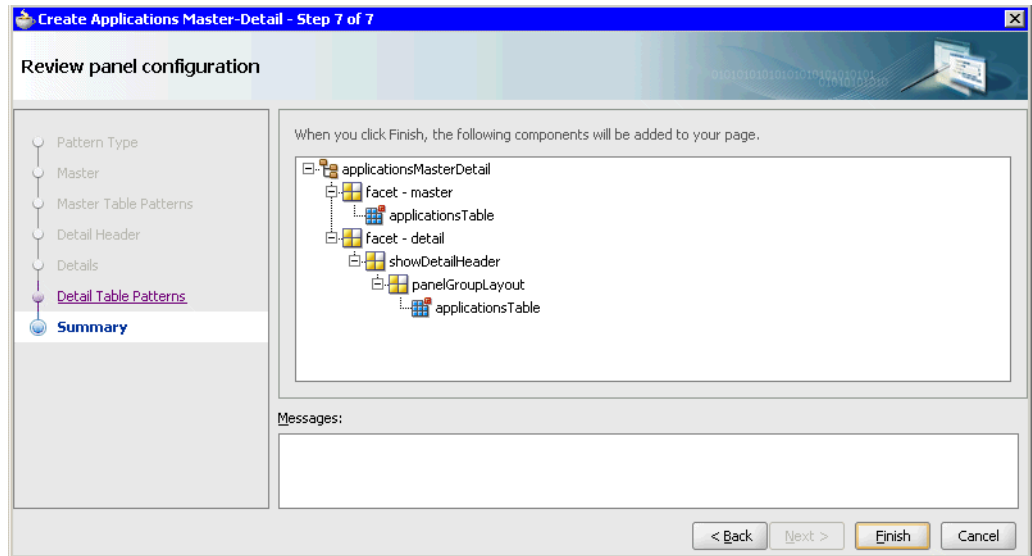 Create Applications Master-Detail - Step 7 of 7
Review panel configuration
Pattern Type
Master
Master Table Patterns
Detail Header
Details
Detail Table Patterns
Summary
When you click Finish, the following components will be added to your page.
applicationsMasterDetail
facet - master
applicationsTable
facet - detail
showDetailHeader
panelGroupLayout
applicationsTable
Messages:
< Back Next > Finish Cancel